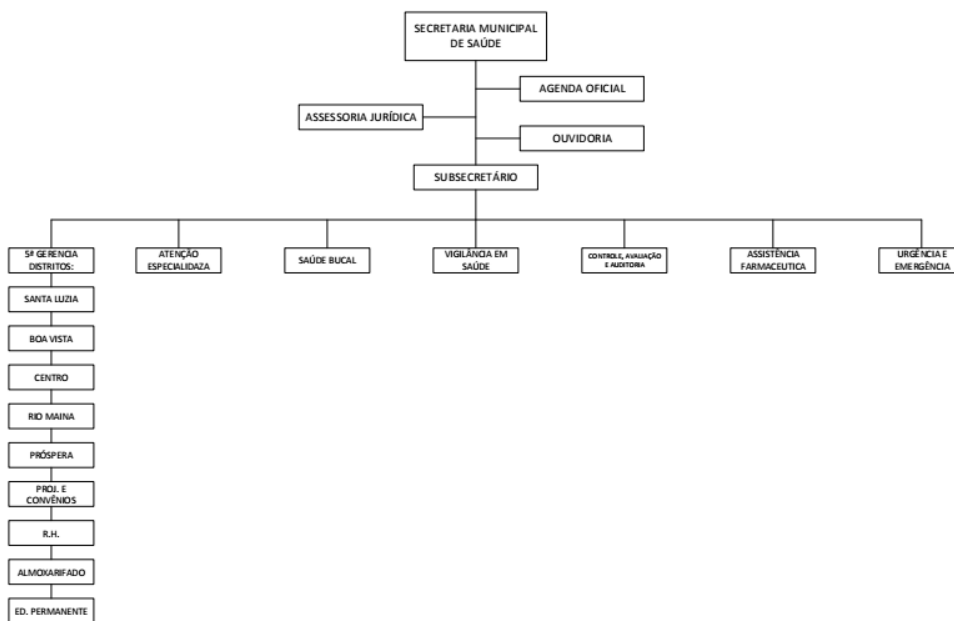 SECRETARIA MUNICIPAL
DE SAÚDE
AGENDA OFICIAL
ASSESSORIA JURÍDICA
OUVIDORIA
SUBSECRETÁRIO
5ª GERENCIA
DISTRITOS:
ATENÇÃO
ESPECIALIDAZA
SAÚDE BUCAL
VIGILÂNCIA EM
SAÚDE
CONTROLE, AVALIAÇÃO
E AUDITORIA
ASSISTÊNCIA
FARMACEUTICA
URGÊNCIA E
EMERGÊNCIA
SANTA LUZIA
BOA VISTA
CENTRO
RIO MAINA
PRÓSPERA
PROJ. E
CONVÊNIOS
R.H.
ALMOXARIFADO
ED. PERMANENTE